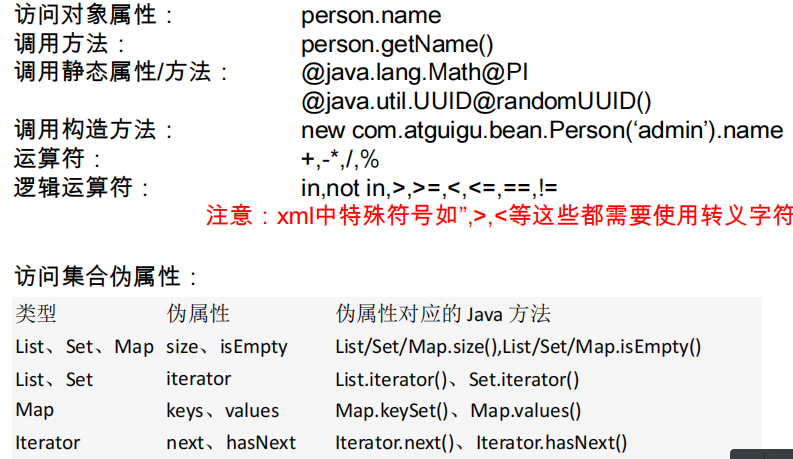 访问对象属性： person.name
调用方法： person.getName()
调用静态属性/方法： @java.lang.Math@PI
@java.util.UUID@randomUUID()
调用构造方法： new com.atguigu.bean.Person(‘admin’).name
运算符： +,-*,/,%
逻辑运算符： in,not in,>,>=,<,<=,==,!=
注意：xml中特殊符号如”,>,<等这些都需要使用转义字符
访问集合伪属性：
类型 伪属性 伪属性对应的 Java 方法
List、Set、Map size、isEmpty List/Set/Map.size(),List/Set/Map.isEmpty()
List、Set iterator List.iterator()、Set.iterator()
Map keys、values Map.keySet()、Map.values()
Iterator next、hasNext Iterator.next()、Iterator.hasNext()